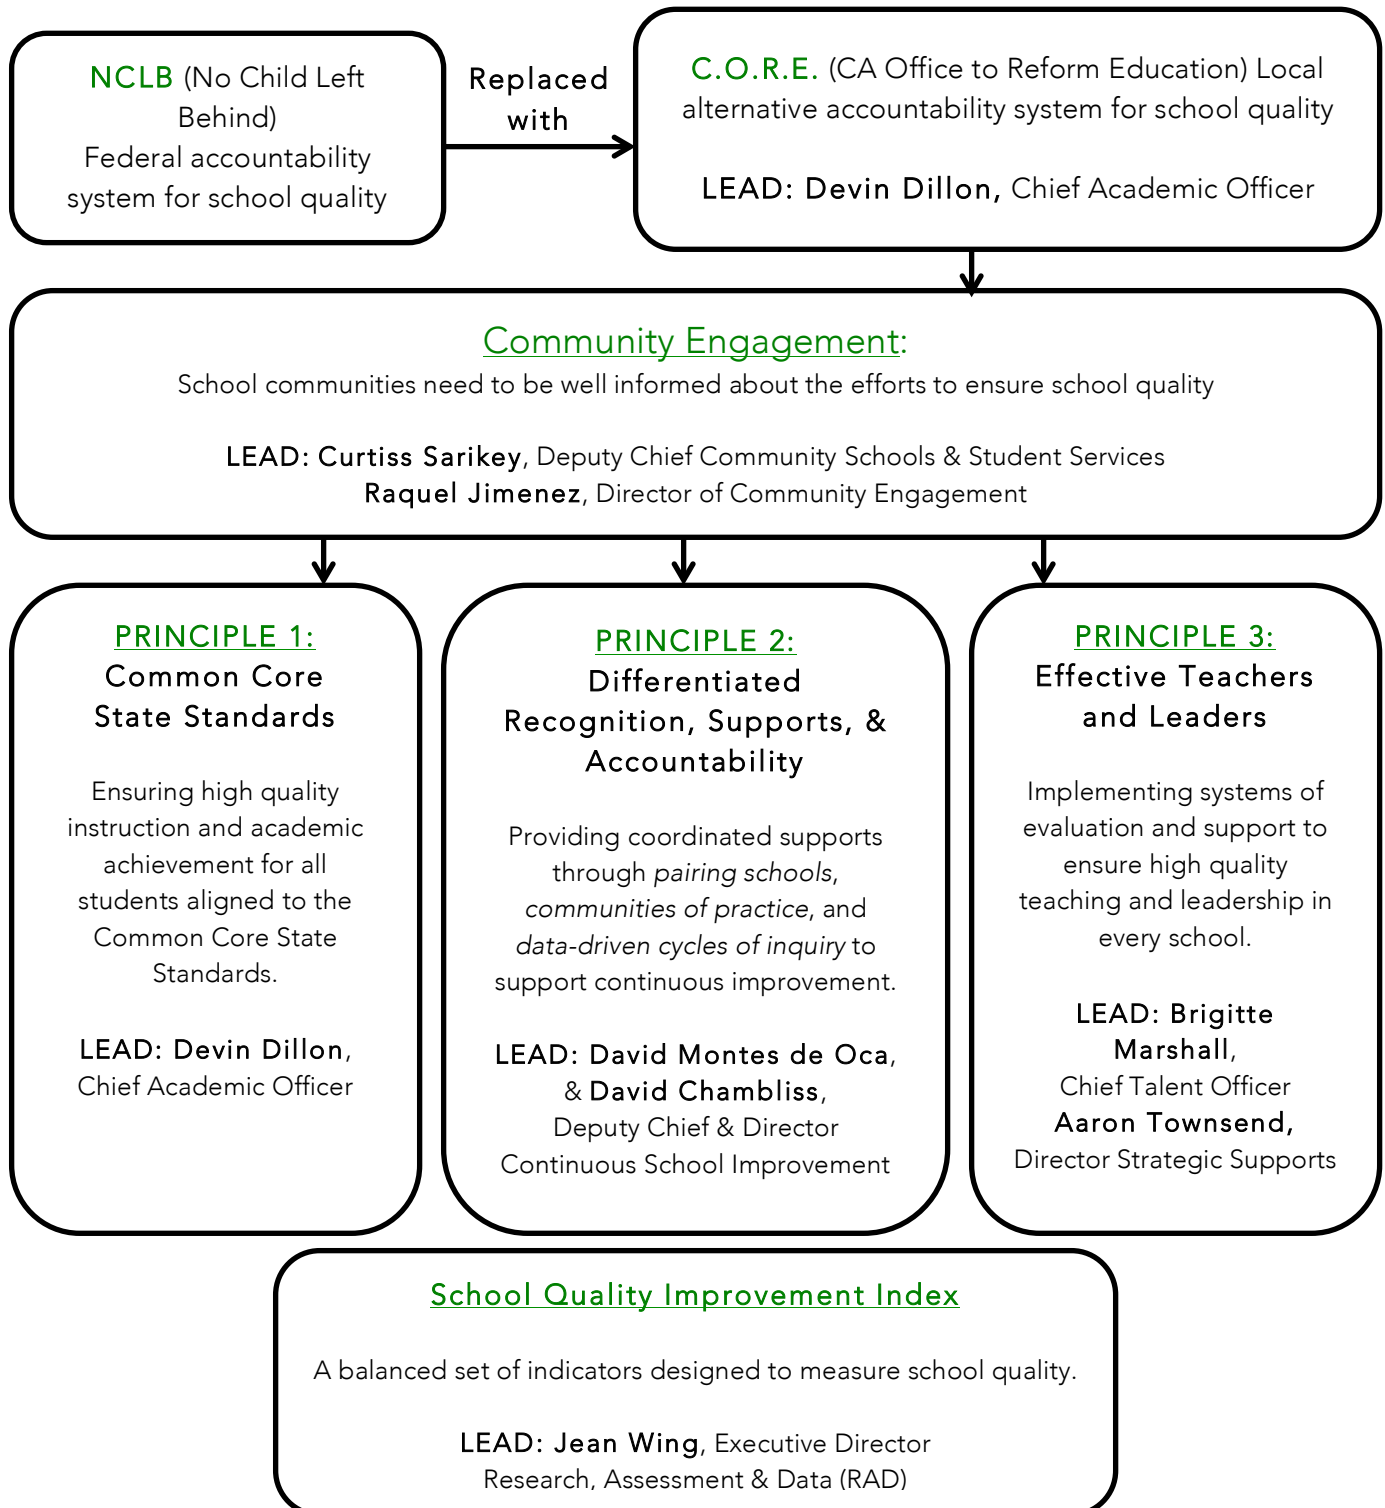 NCLB (No Child Left
Behind)
Federal accountability
system for school quality
Replaced
with
C.O.R.E. (CA Office to Reform Education) Local
alternative accountability system for school quality
LEAD: Devin Dillon, Chief Academic Officer
Community Engagement:
School communities need to be well informed about the efforts to ensure school quality
LEAD: Curtiss Sarikey, Deputy Chief Community Schools & Student Services
Raquel Jimenez, Director of Community Engagement
PRINCIPLE 1:
Common Core
State Standards
Ensuring high quality
instruction and academic
achievement for all
students aligned to the
Common Core State
Standards.
LEAD: Devin Dillon,
Chief Academic Officer
PRINCIPLE 2:
Differentiated
Recognition, Supports, &
Accountability
Providing coordinated supports
through pairing schools,
communities of practice, and
data-driven cycles of inquiry to
support continuous improvement.
LEAD: David Montes de Oca,
& David Chambliss,
Deputy Chief & Director
Continuous School Improvement
PRINCIPLE 3:
Effective Teachers
and Leaders
Implementing systems of
evaluation and support to
ensure high quality
teaching and leadership in
every school.
LEAD: Brigitte
Marshall,
Chief Talent Officer
Aaron Townsend,
Director Strategic Supports
School Quality Improvement Index
A balanced set of indicators designed to measure school quality.
LEAD: Jean Wing, Executive Director
Research, Assessment & Data (RAD)